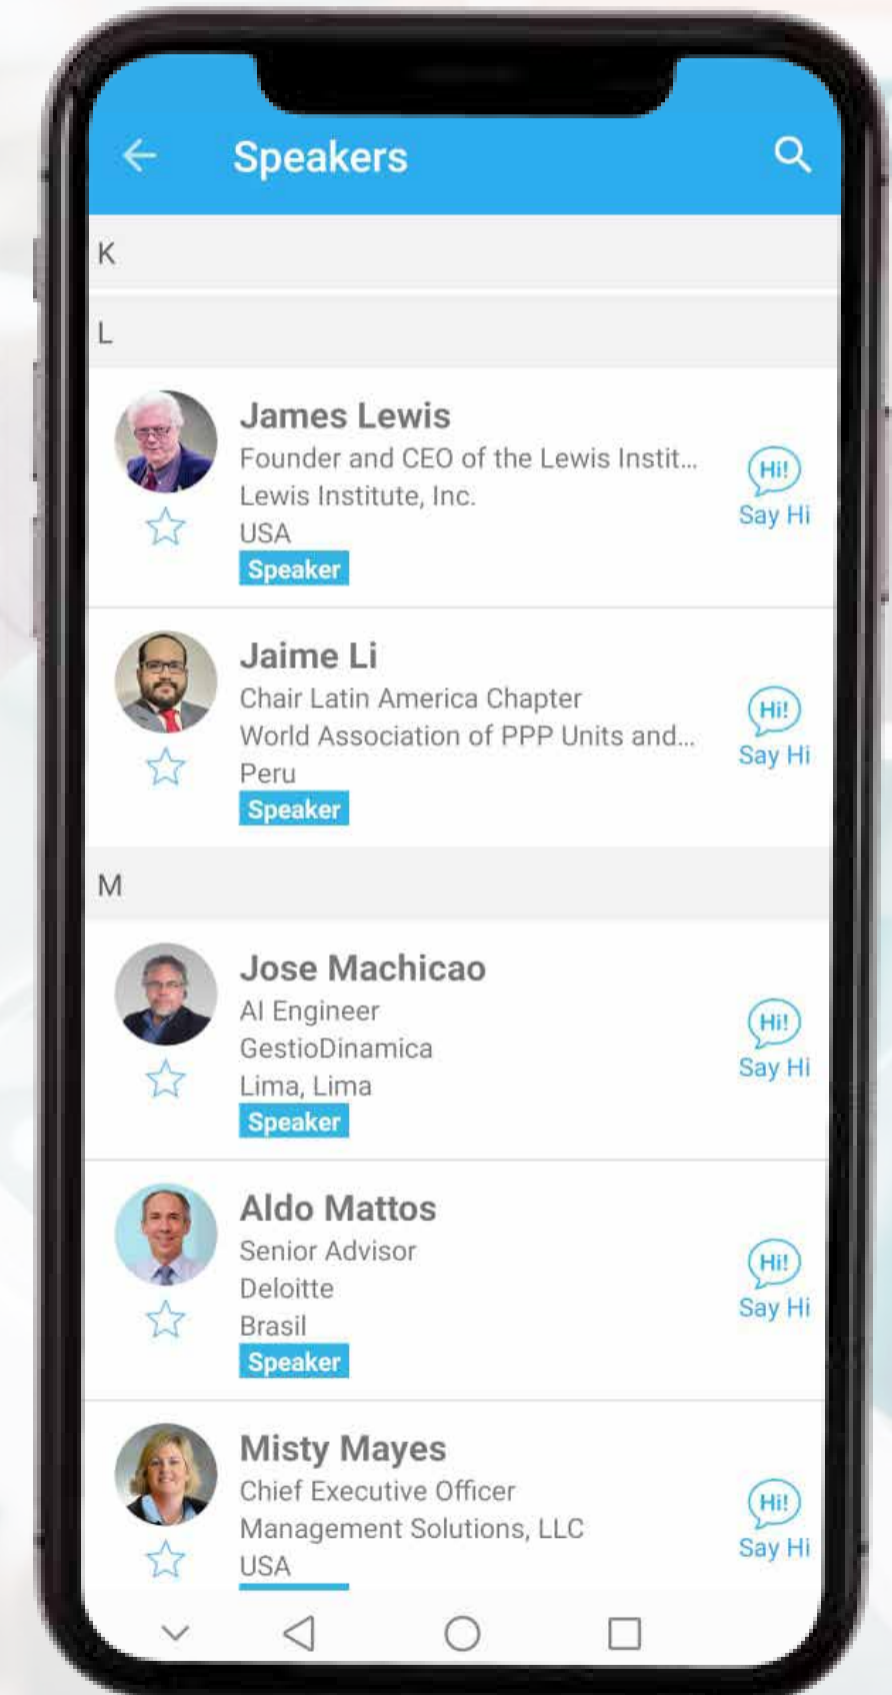 Speakers
K
L
James Lewis
Founder and CEO of the Lewis Instit...
Lewis Institute, Inc.
USA
Speaker
Hi!
Say Hi
Jaime Li
Chair Latin America Chapter
World Association of PPP Units and...
Peru
Speaker
Hi!
Say Hi
M
Jose Machicao
AI Engineer
GestioDinamica
Lima, Lima
Speaker
Hi!
Say Hi
Aldo Mattos
Senior Advisor
Deloitte
Brasil
Speaker
Hi!
Say Hi
Misty Mayes
Chief Executive Officer
Management Solutions, LLC
USA
Hi!
Say Hi